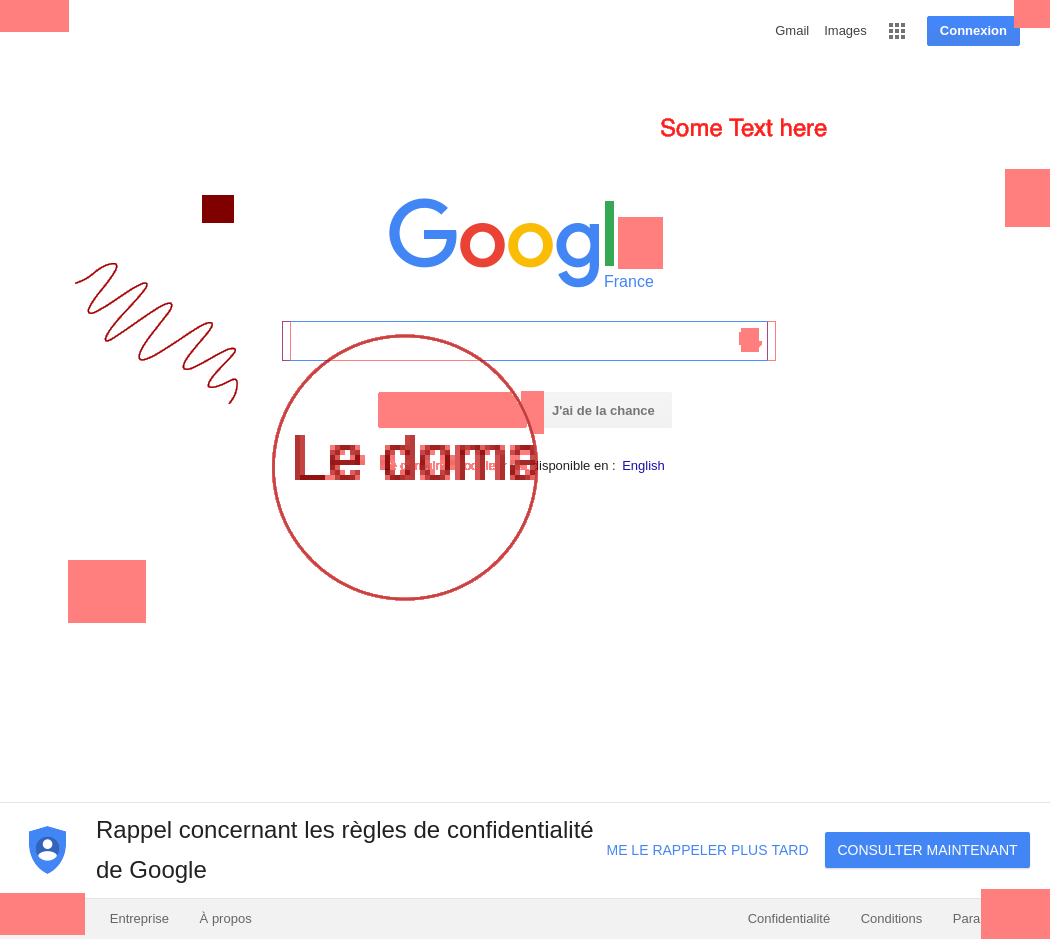 Gmail Images Connexion
Some Text here
Googl
France
J'ai de la chance
Le doma
disponible en : English
Rappel concernant les règles de confidentialité
de Google
ME LE RAPPELER PLUS TARD CONSULTER MAINTENANT
Entreprise À propos Confidentialité Conditions Para